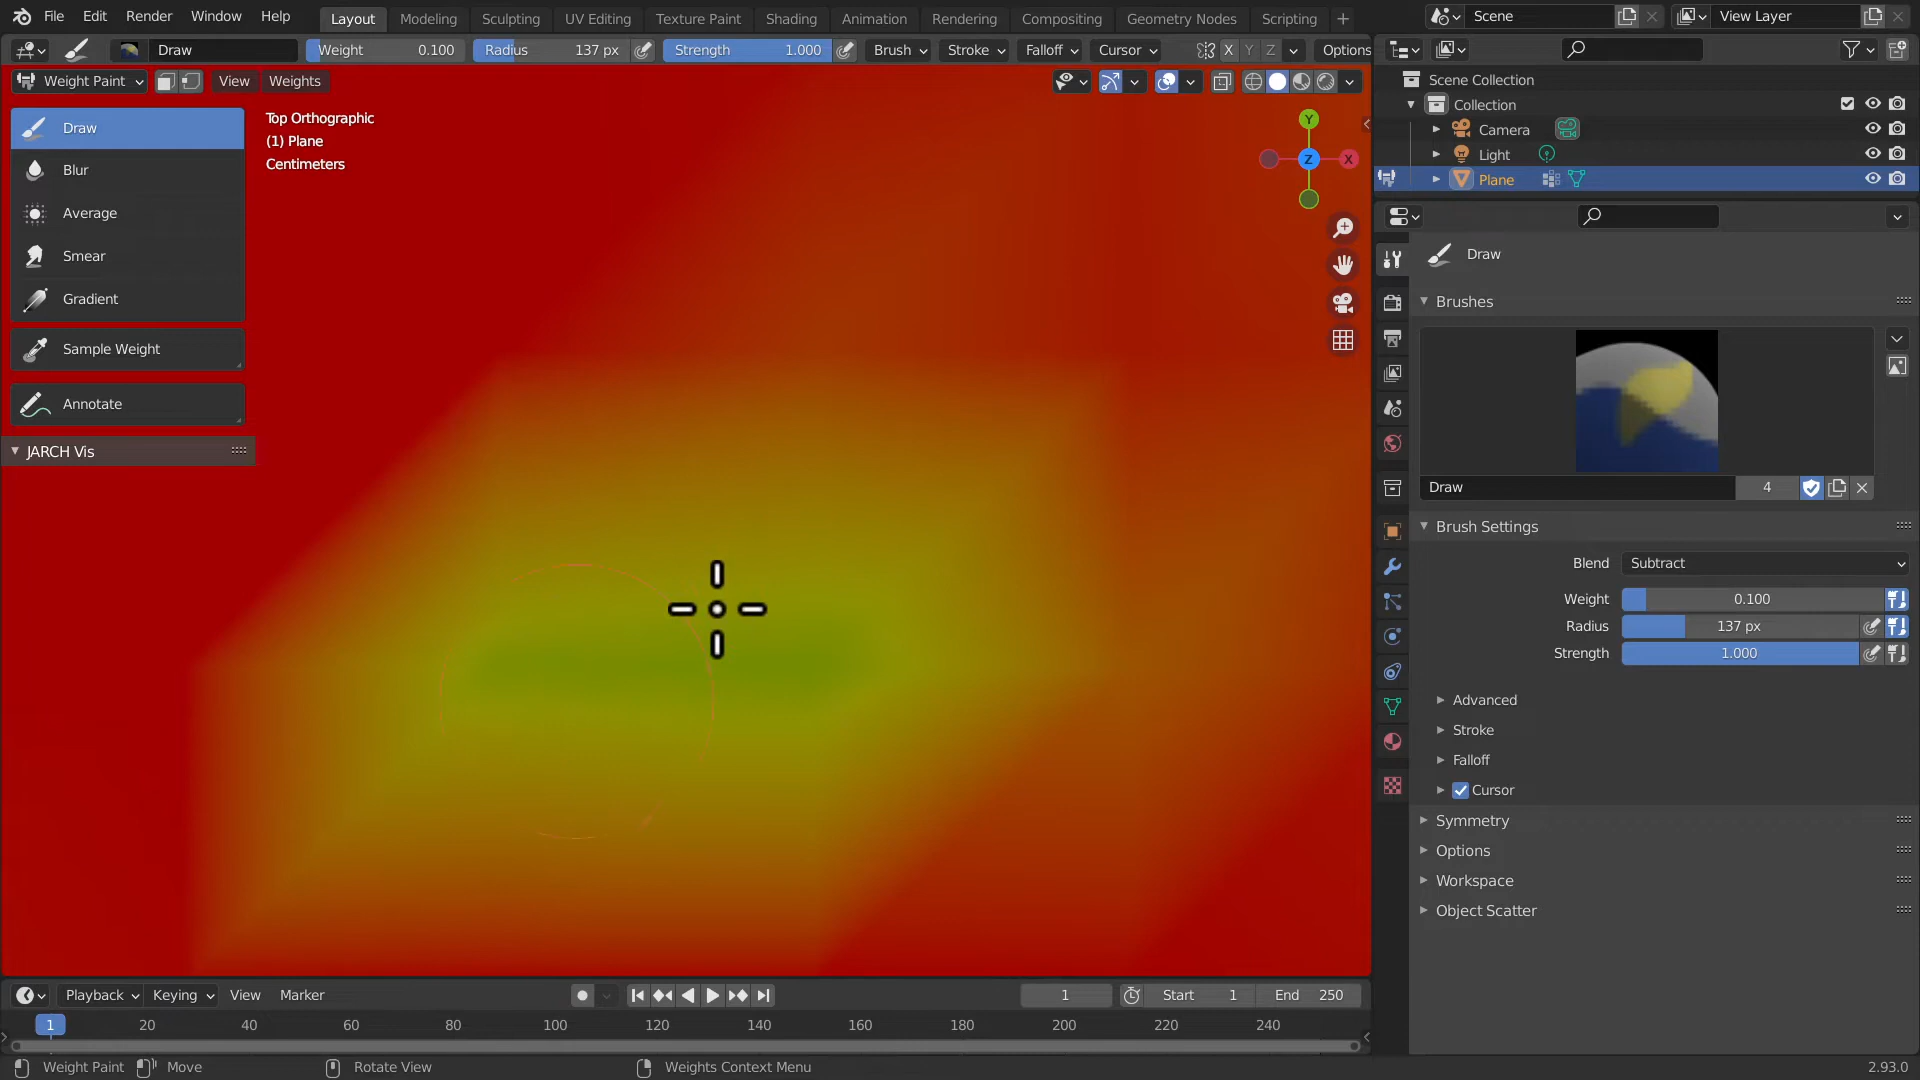 File Edit Render Window Help Layout Modeling Sculpting UV Editing Texture Paint Shading Animation Rendering Compositing Geometry Nodes Scripting + Scene View Layer
Draw Weight 0.100 Radius 137 px Strength 1.000 Brush Stroke Falloff Cursor X Y Z Options
Weight Paint View Weights
Draw
Blur
Average
Smear
Gradient
Sample Weight
Annotate
JARCH Vis
Top Orthographic
(1) Plane
Centimeters
Y
Z X
Scene Collection
Collection
Camera
Light
Plane
Draw
Brushes
Draw 4
Brush Settings
Blend Subtract
Weight 0.100
Radius 137 px
Strength 1.000
Advanced
Stroke
Falloff
Cursor
Symmetry
Options
Workspace
Object Scatter
Playback Keying View Marker 1 Start 1 End 250
1 20 40 60 80 100 120 140 160 180 200 220 240
Weight Paint Move Rotate View Weights Context Menu 2.93.0